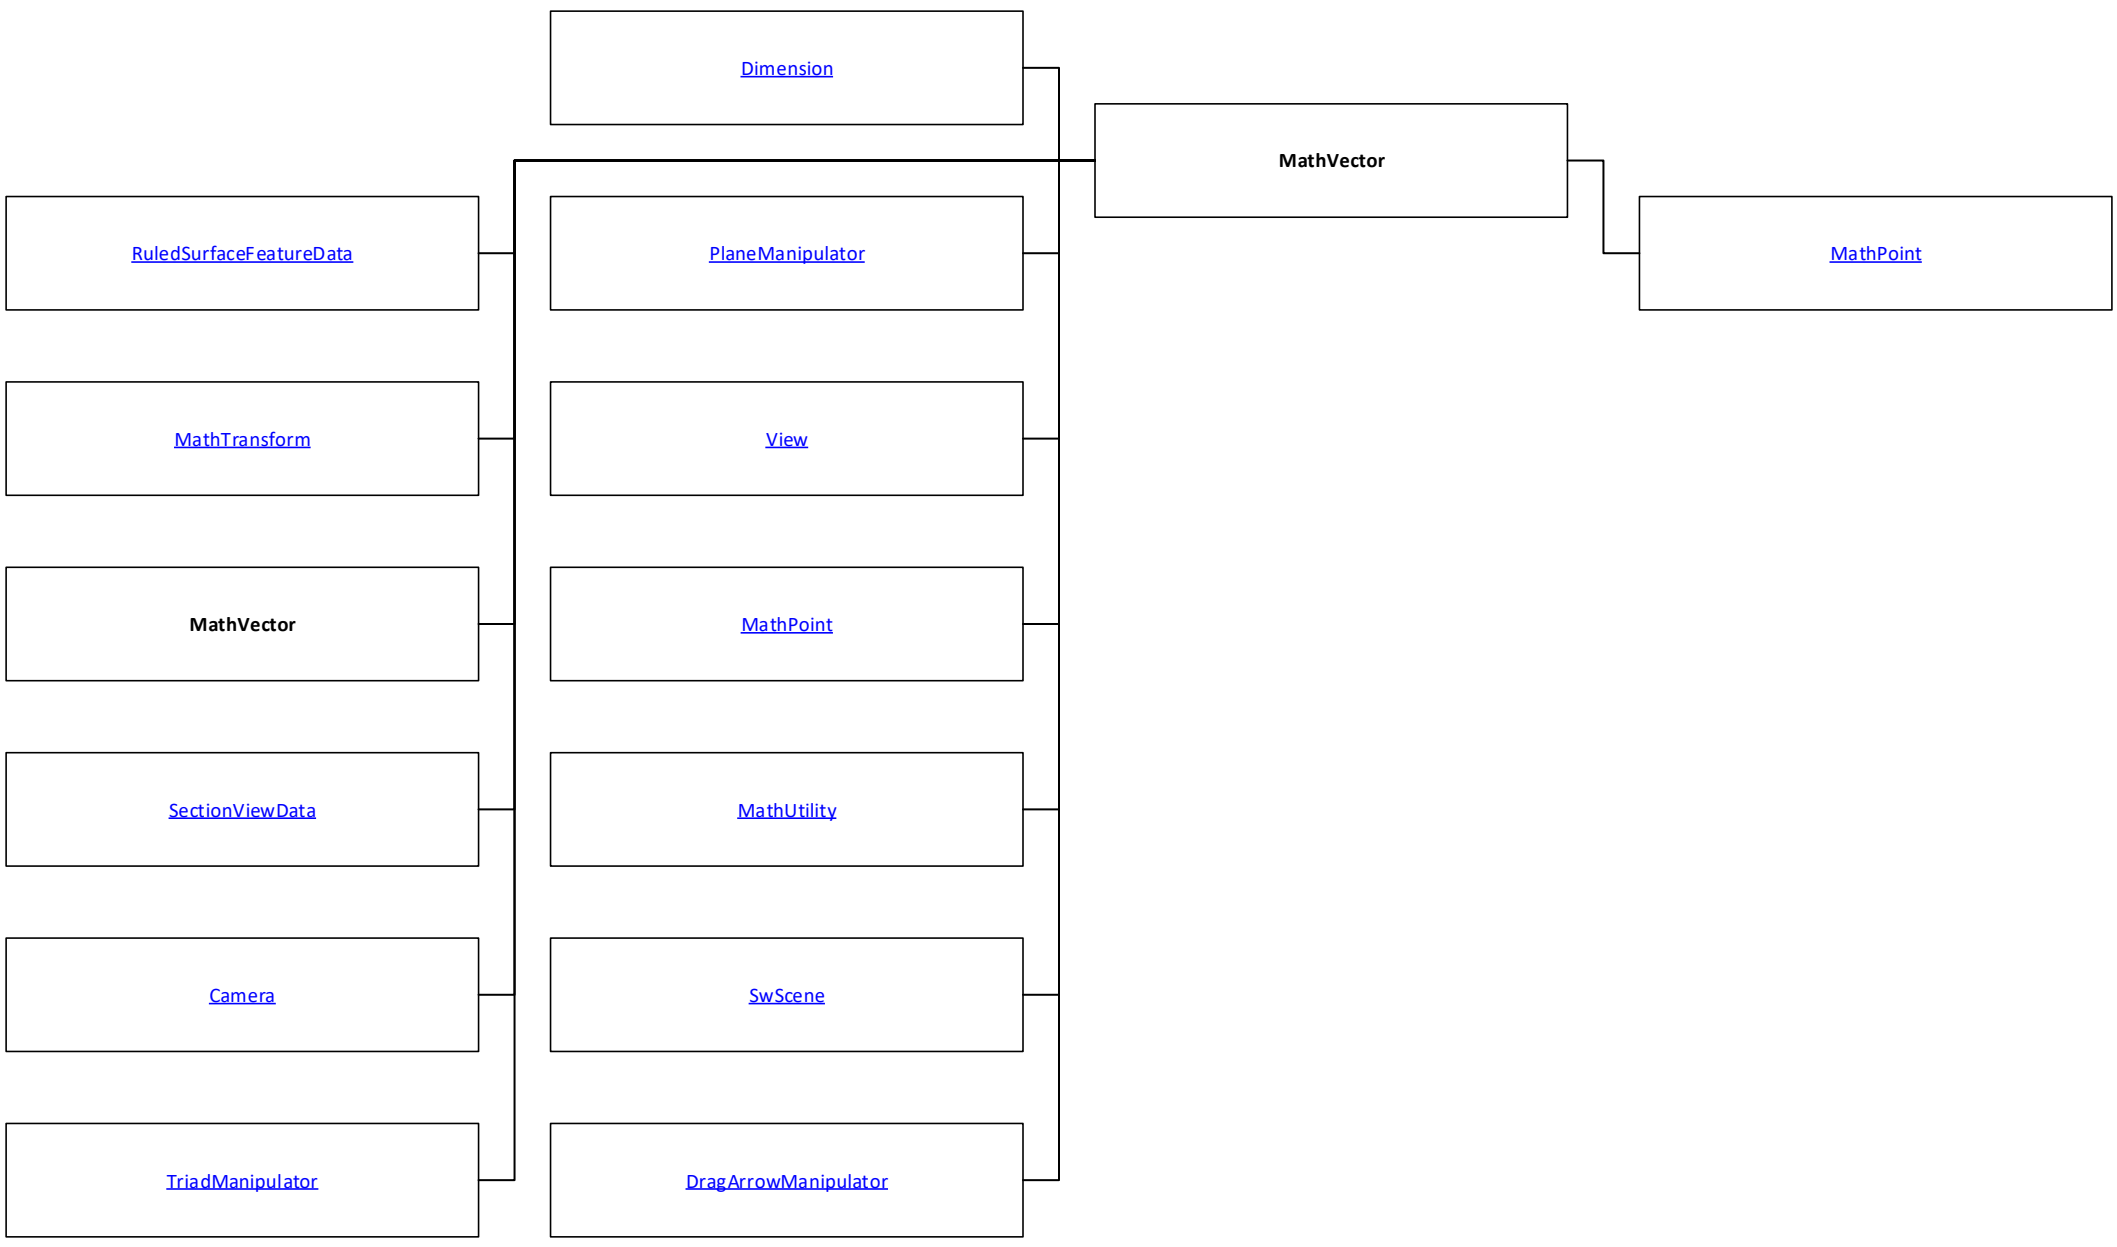 Dimension
MathVector
RuledSurfaceFeatureData
PlaneManipulator
MathPoint
MathTransform
View
MathVector
MathPoint
SectionViewData
MathUtility
Camera
SwScene
TriadManipulator
DragArrowManipulator